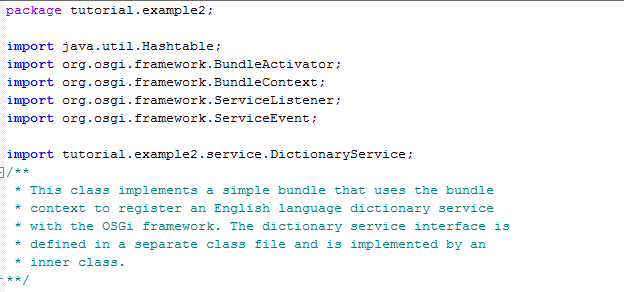 package tutorial.example2;
import java.util.Hashtable;
import org.osgi.framework.BundleActivator;
import org.osgi.framework.BundleContext;
import org.osgi.framework.ServiceListener;
import org.osgi.framework.ServiceEvent;
import tutorial.example2.service.DictionaryService;
/**
* This class implements a simple bundle that uses the bundle
* context to register an English language dictionary service
* with the OSGi framework. The dictionary service interface is
* defined in a separate class file and is implemented by an
* inner class.
**/